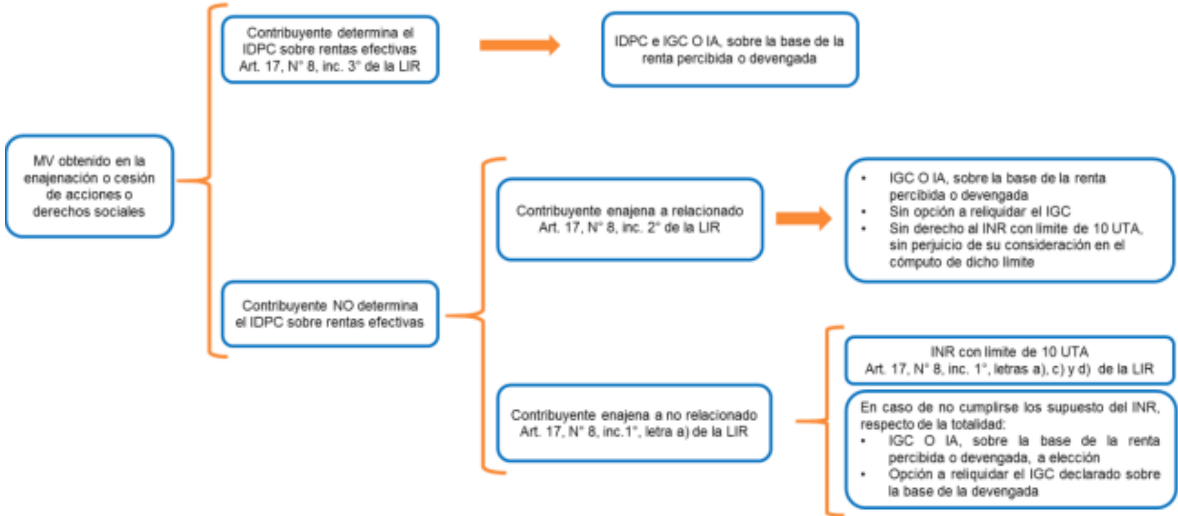 MV obtenido en la
enajenación o cesión
de acciones o
derechos sociales
Contribuyente determina el
IDPC sobre rentas efectivas
Art. 17, N° 8, inc. 3° de la LIR
IDPC e IGC O IA, sobre la base de la
renta percibida o devengada
Contribuyente NO determina
el IDPC sobre rentas efectivas
Contribuyente enajena a relacionado
Art. 17, N° 8, inc. 2° de la LIR
• IGC O IA, sobre la base de la renta
percibida o devengada
• Sin opción a reliquidar el IGC
• Sin derecho al INR con limite de 10 UTA,
sin perjuicio de su consideración en el
cómputo de dicho límite
Contribuyente enajena a no relacionado
Art. 17, N° 8, inc.1°, letra a) de la LIR
INR con limite de 10 UTA
Art. 17, N° 8, inc. 1°, letras a), c) y d) de la LIR
En caso de no cumplirse los supuesto del INR,
respecto de la totalidad:
• IGC O IA, sobre la base de la renta
percibida o devengada, a elección
• Opción a reliquidar el IGC declarado sobre
la base de la devengada